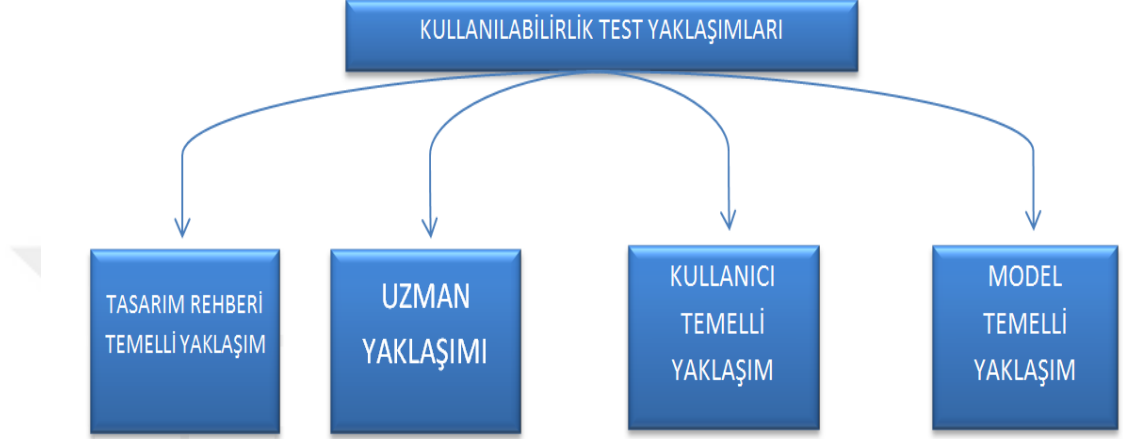 KULLANILABİLİRLİK TEST YAKLAŞIMLARI
TASARIM REHBERİ
TEMELLİ YAKLAŞIM
UZMAN
YAKLAŞIMI
KULLANICI
TEMELLİ
YAKLAŞIM
MODEL
TEMELLİ
YAKLAŞIM